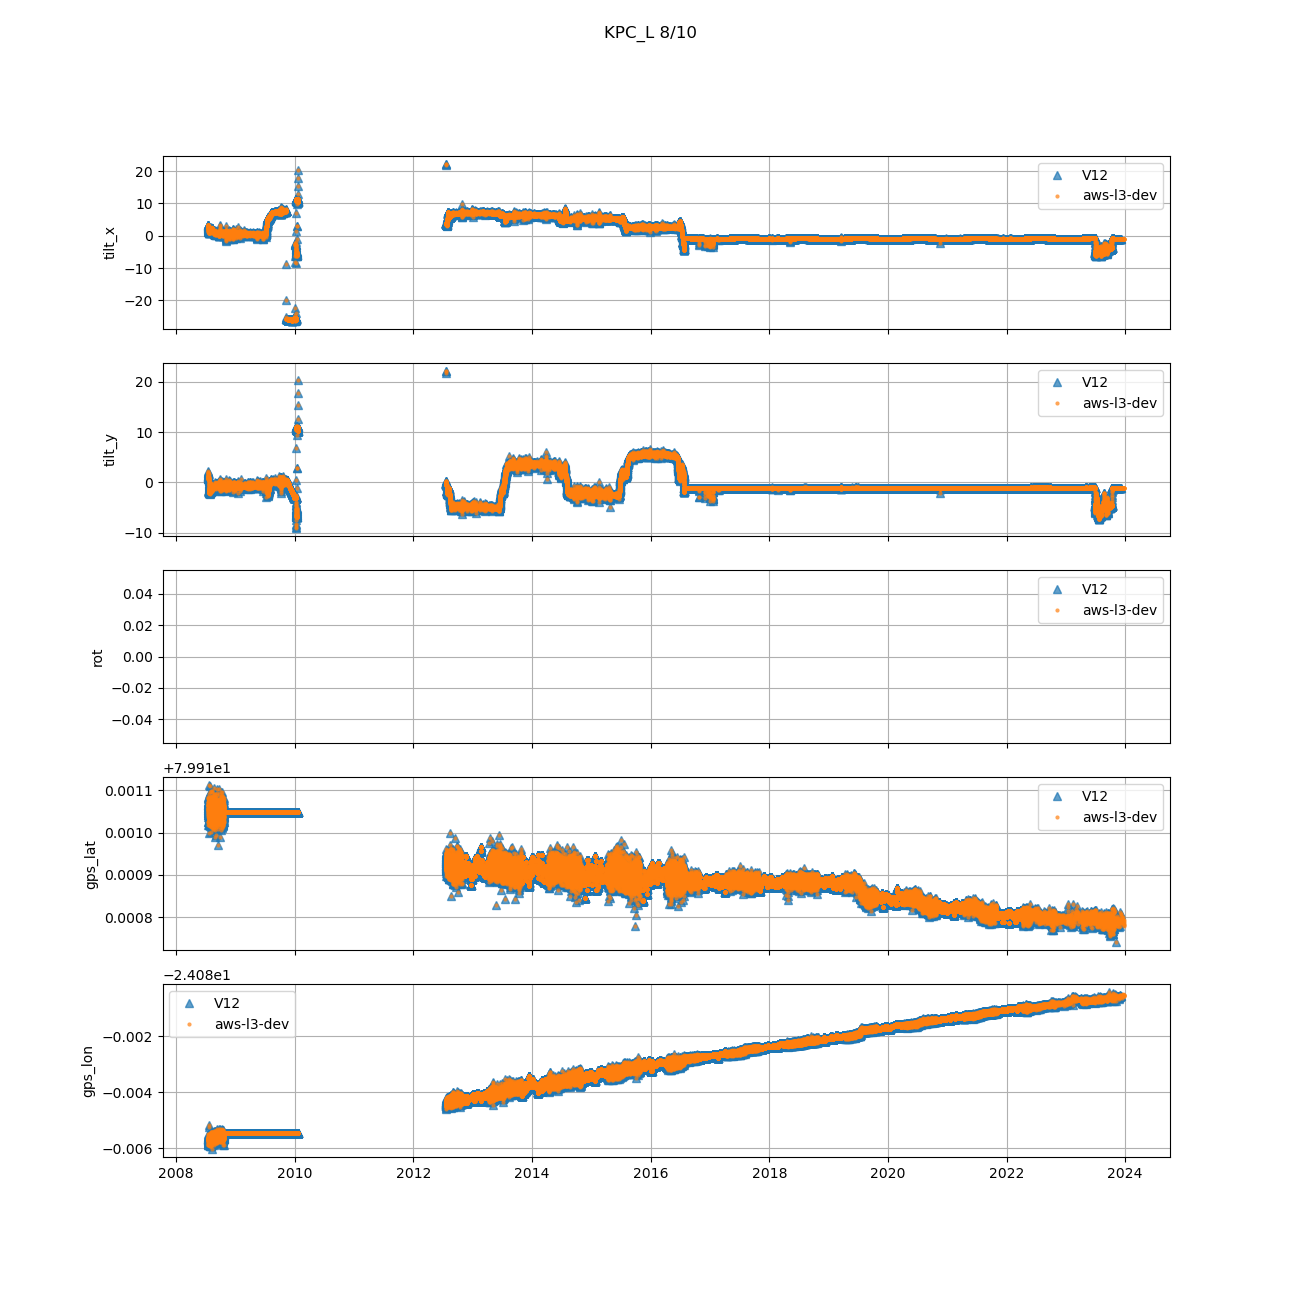 KPC_L 8/10
20
10
0
−10
−20
tilt_x
V12
aws-l3-dev
20
10
0
−10
tilt_y
V12
aws-l3-dev
0.04
0.02
0.00
−0.02
−0.04
rot
V12
aws-l3-dev
+7.991e1
0.0011
0.0010
0.0009
0.0008
gps_lat
V12
aws-l3-dev
−2.408e1
−0.002
−0.004
−0.006
gps_lon
V12
aws-l3-dev
2008 2010 2012 2014 2016 2018 2020 2022 2024